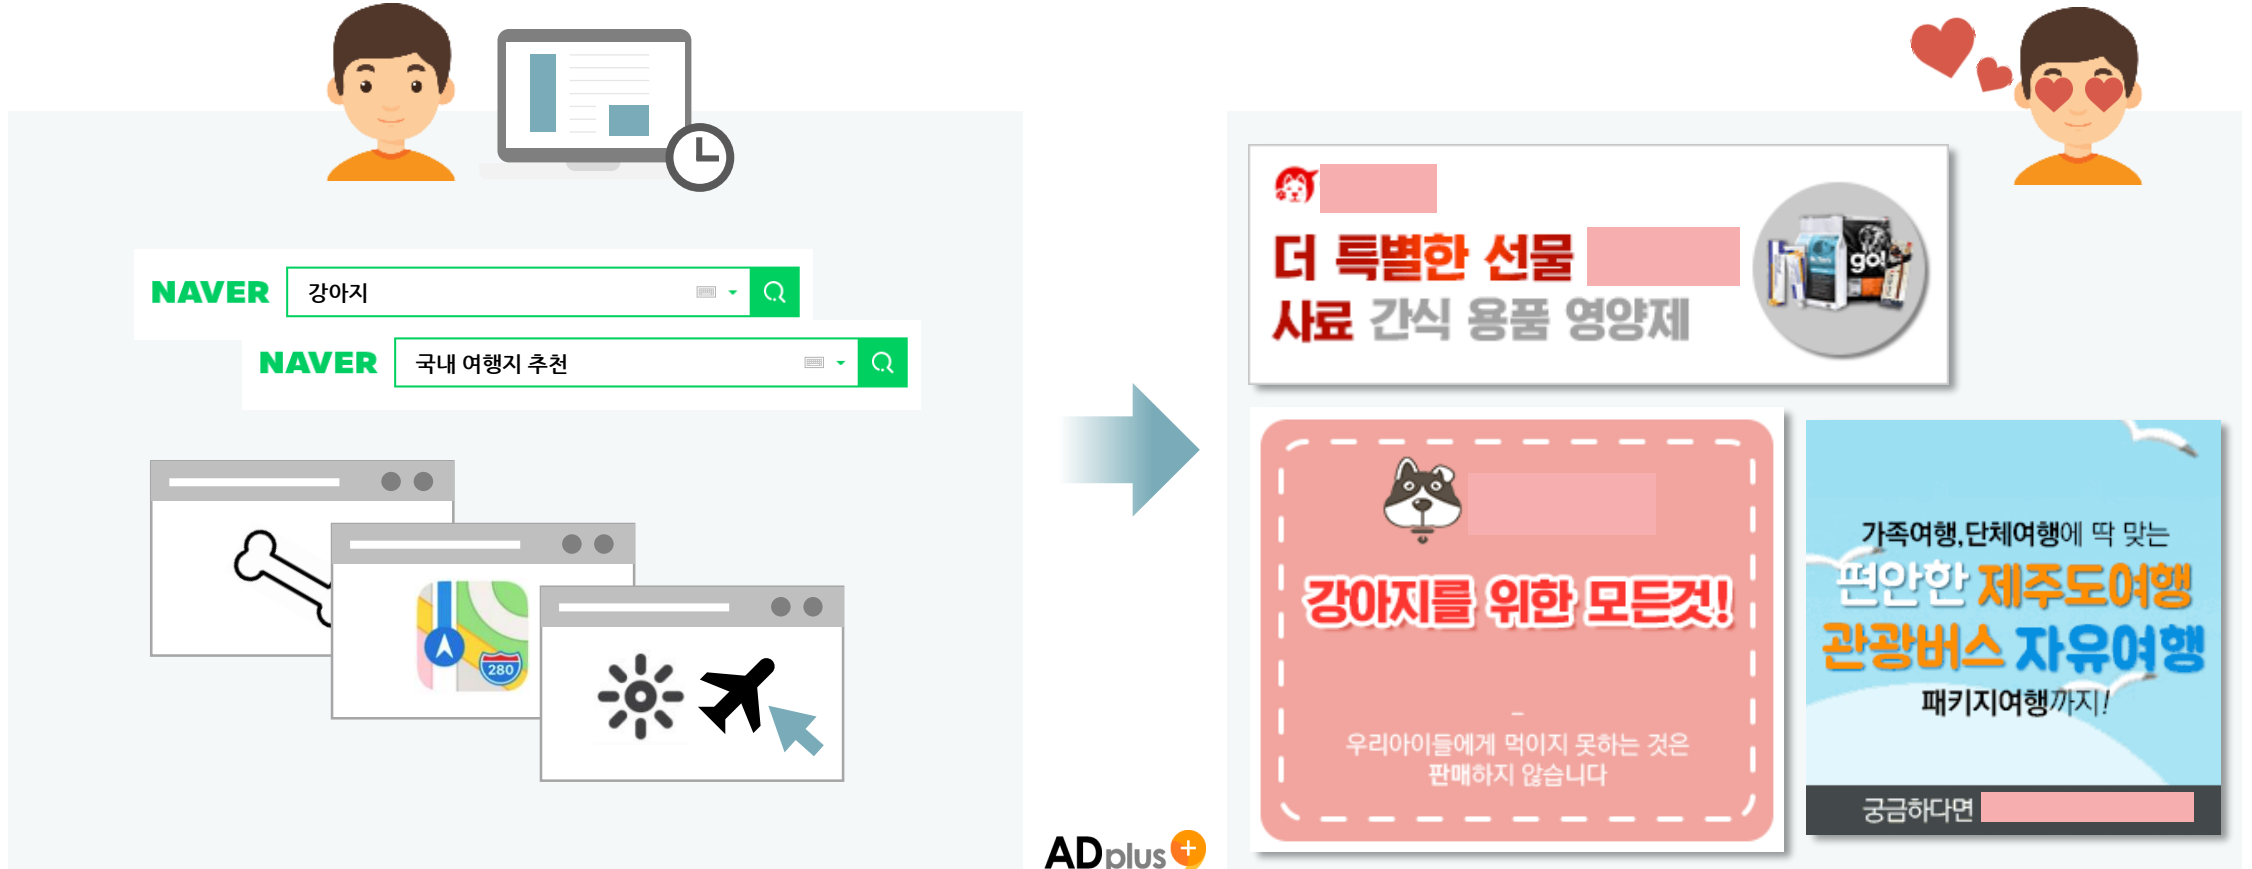 NAVER 강아지
NAVER 국내 여행지 추천
280
ADplus+
더 특별한 선물
사료 간식 용품 영양제
go!
강아지를 위한 모든것!
우리아이들에게 먹이지 못하는 것은
판매하지 않습니다
가족여행,단체여행에 딱 맞는
편안한 제주도여행
관광버스 자유여행
패키지여행까지!
궁금하다면